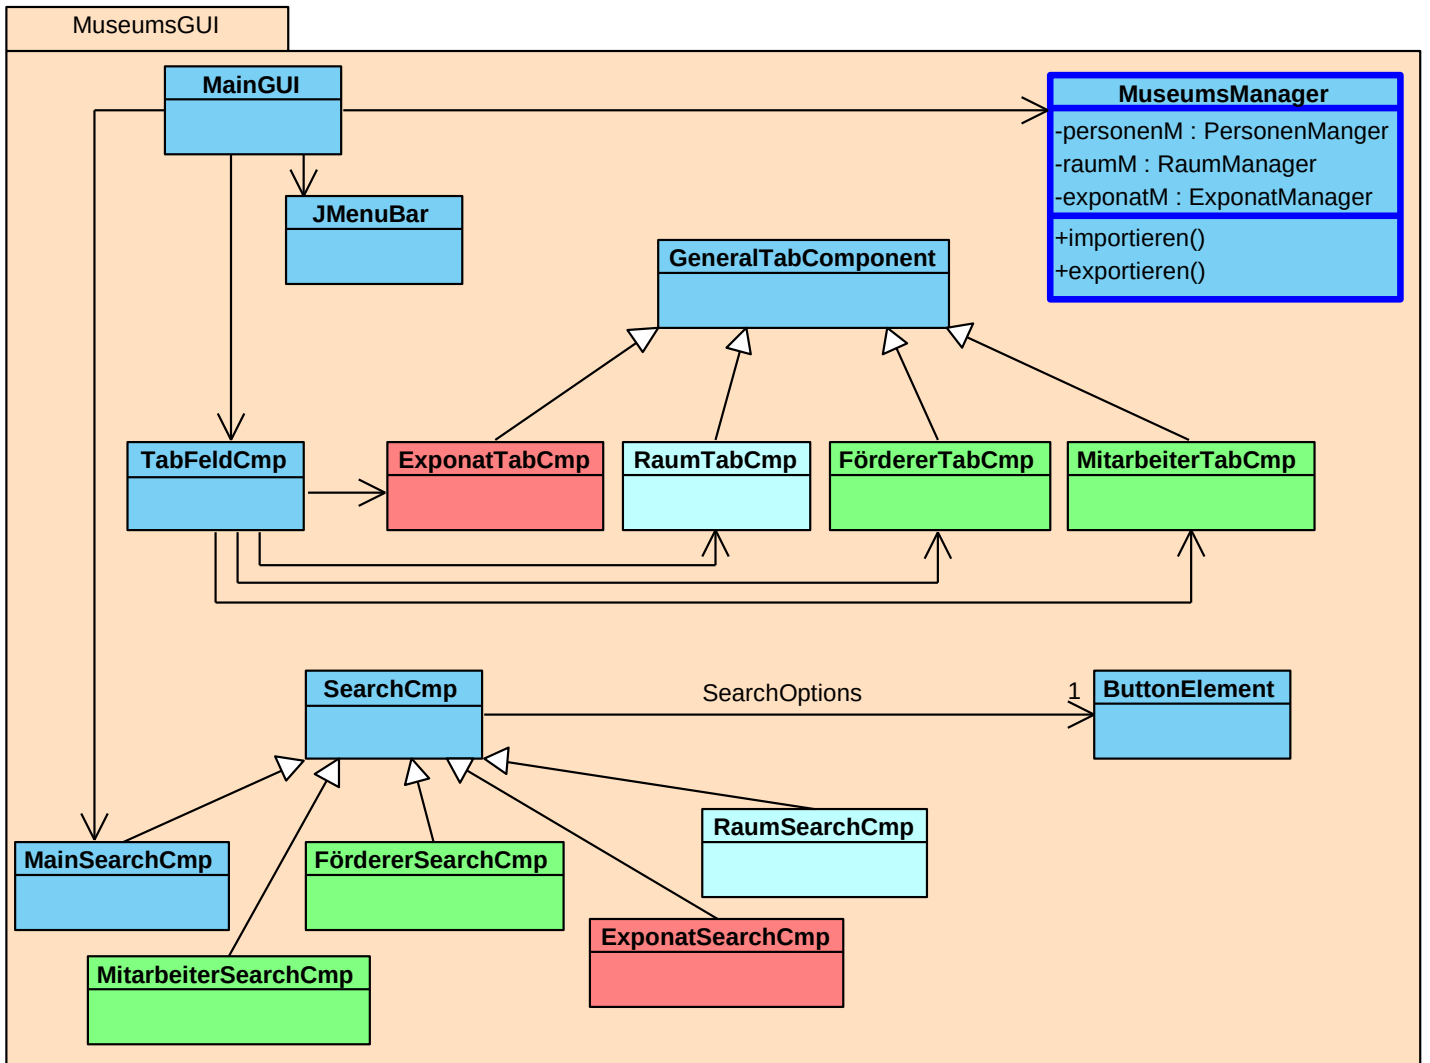 MuseumsGUI
MainGUI
MuseumsManager
-personenM : PersonenManger
-raumM : RaumManager
-exponatM : ExponatManager
+importieren()
+exportieren()
JMenuBar
GeneralTabComponent
TabFeldCmp
ExponatTabCmp
RaumTabCmp
FördererTabCmp
MitarbeiterTabCmp
SearchCmp
SearchOptions
1
ButtonElement
RaumSearchCmp
MainSearchCmp
FördererSearchCmp
ExponatSearchCmp
MitarbeiterSearchCmp